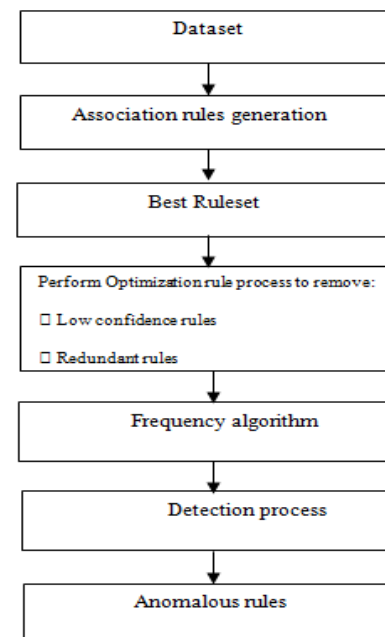 Dataset
Association rules generation
Best Ruleset
Perform Optimization rule process to remove:
□ Low confidence rules
□ Redundant rules
Frequency algorithm
Detection process
Anomalous rules